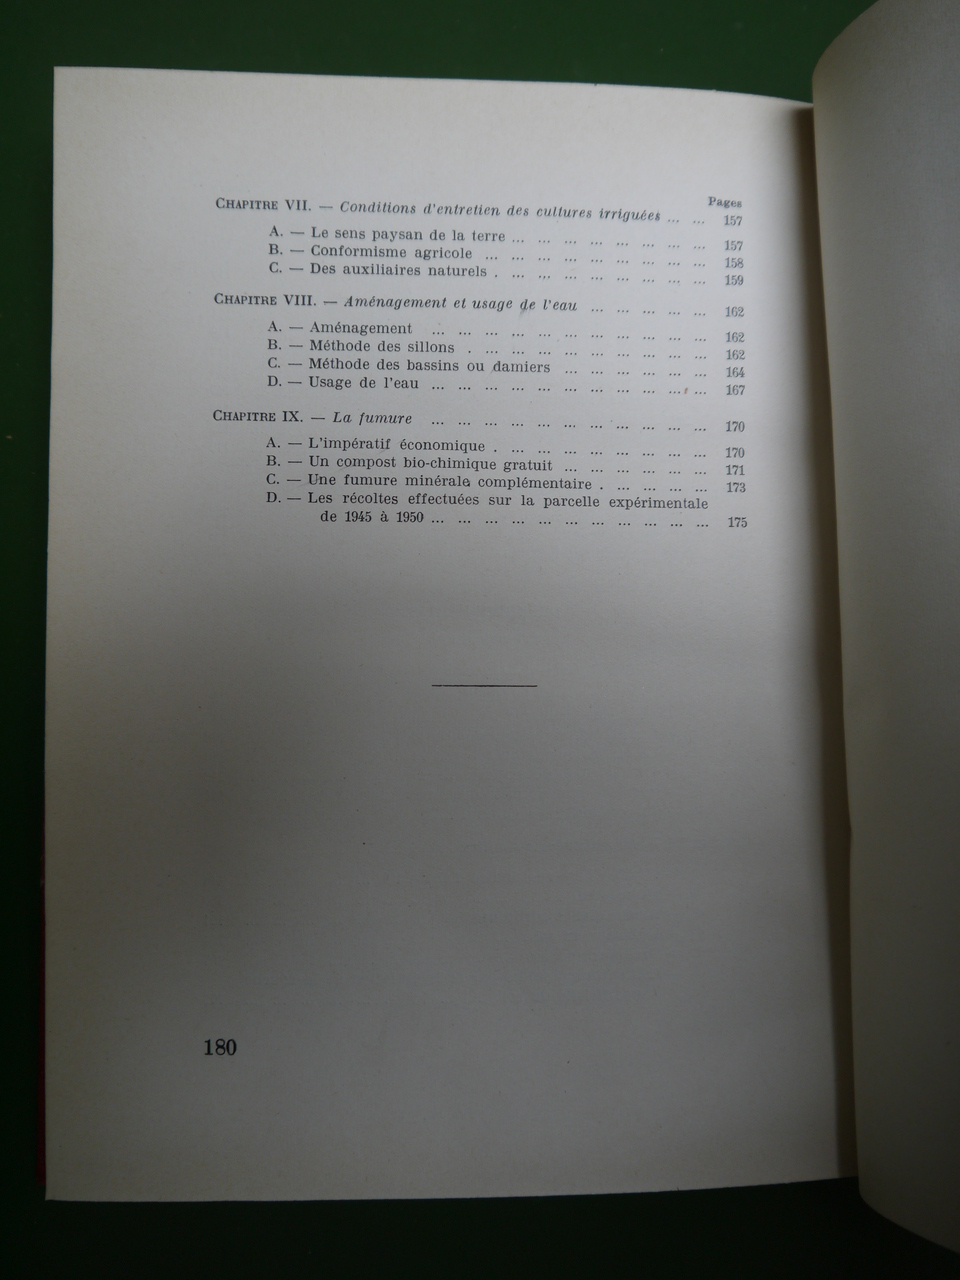 Pages
CHAPITRE VII. — Conditions d'entretien des cultures irriguées ... ... 157
A. — Le sens paysan de la terre ... ... ... ... ... ... ... ... 157
B. — Conformisme agricole ... ... ... ... ... ... ... ... ... 158
C. — Des auxiliaires naturels . ... ... ... ... ... ... ... ... 159
CHAPITRE VIII. — Aménagement et usage de l'eau ... ... ... ... ... 162
A. — Aménagement ... ... ... ... ... ... ... ... ... ... ... 162
B. — Méthode des sillons . ... ... ... ... ... ... ... ... ... 162
C. — Méthode des bassins ou damiers ... ... ... ... ... ... 164
D. — Usage de l'eau ... ... ... ... ... ... ... ... ... ... ... 167
CHAPITRE IX. — La fumure ... ... ... ... ... ... ... ... ... ... ... 170
A. — L'impératif économique . ... ... ... ... ... ... ... ... 170
B. — Un compost bio-chimique gratuit ... ... ... ... ... ... 171
C. — Une fumure minérale complémentaire . ... ... ... ... 173
D. — Les récoltes effectuées sur la parcelle expérimentale
de 1945 à 1950 ... ... ... ... ... ... ... ... ... ... ... 175
180